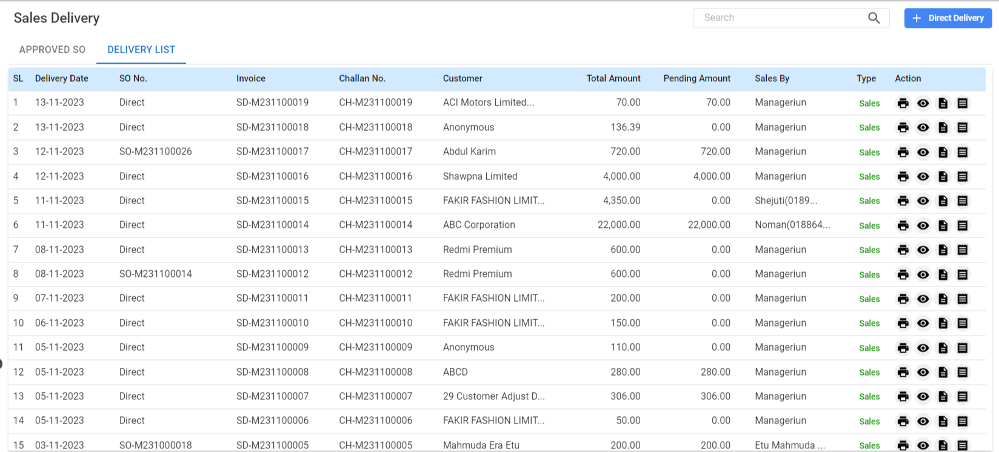 Sales Delivery
Search
Direct Delivery
APPROVED SO DELIVERY LIST
SL Delivery Date SO No. Invoice Challan No. Customer Total Amount Pending Amount Sales By Type Action
1 13-11-2023 Direct SD-M231100019 CH-M231100019 ACI Motors Limited... 70.00 70.00 Manageriun Sales
2 13-11-2023 Direct SD-M231100018 CH-M231100018 Anonymous 136.39 0.00 Manageriun Sales
3 12-11-2023 SO-M231100026 SD-M231100017 CH-M231100017 Abdul Karim 720.00 720.00 Manageriun Sales
4 12-11-2023 Direct SD-M231100016 CH-M231100016 Shawpna Limited 4,000.00 4,000.00 Manageriun Sales
5 11-11-2023 Direct SD-M231100015 CH-M231100015 FAKIR FASHION LIMIT... 4,350.00 0.00 Shejuti(0189... Sales
6 11-11-2023 Direct SD-M231100014 CH-M231100014 ABC Corporation 22,000.00 22,000.00 Noman(018864... Sales
7 08-11-2023 Direct SD-M231100013 CH-M231100013 Redmi Premium 600.00 0.00 Manageriun Sales
8 08-11-2023 SO-M231100014 SD-M231100012 CH-M231100012 Redmi Premium 600.00 0.00 Manageriun Sales
9 07-11-2023 Direct SD-M231100011 CH-M231100011 FAKIR FASHION LIMIT... 200.00 0.00 Manageriun Sales
10 06-11-2023 Direct SD-M231100010 CH-M231100010 FAKIR FASHION LIMIT... 150.00 0.00 Manageriun Sales
11 05-11-2023 Direct SD-M231100009 CH-M231100009 Anonymous 110.00 0.00 Manageriun Sales
12 05-11-2023 Direct SD-M231100008 CH-M231100008 ABCD 280.00 280.00 Manageriun Sales
13 05-11-2023 Direct SD-M231100007 CH-M231100007 29 Customer Adjust D... 306.00 306.00 Manageriun Sales
14 05-11-2023 Direct SD-M231100006 CH-M231100006 FAKIR FASHION LIMIT... 50.00 0.00 Manageriun Sales
15 03-11-2023 SO-M231000018 SD-M231100005 CH-M231100005 Mahmuda Era Etu 200.00 200.00 Etu Mahmuda ... Sales